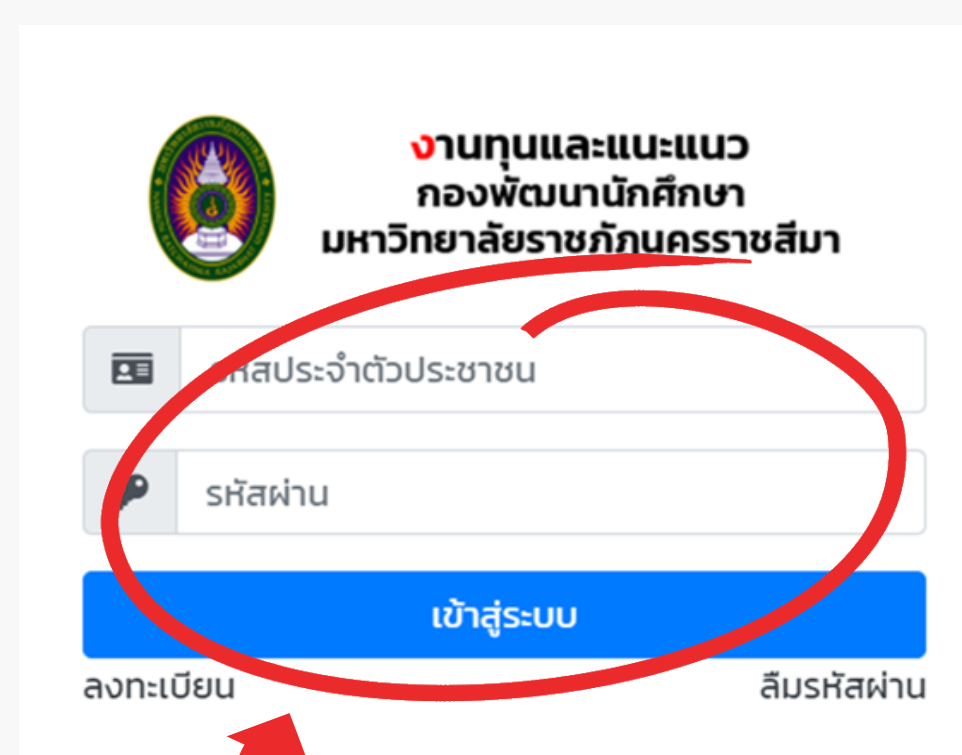 งานทุนและแนะแนว
กองพัฒนานักศึกษา
มหาวิทยาลัยราชภัฏนครราชสีมา
รหัสประจำตัวประชาชน
รหัสผ่าน
เข้าสู่ระบบ
ลงทะเบียน
ลืมรหัสผ่าน